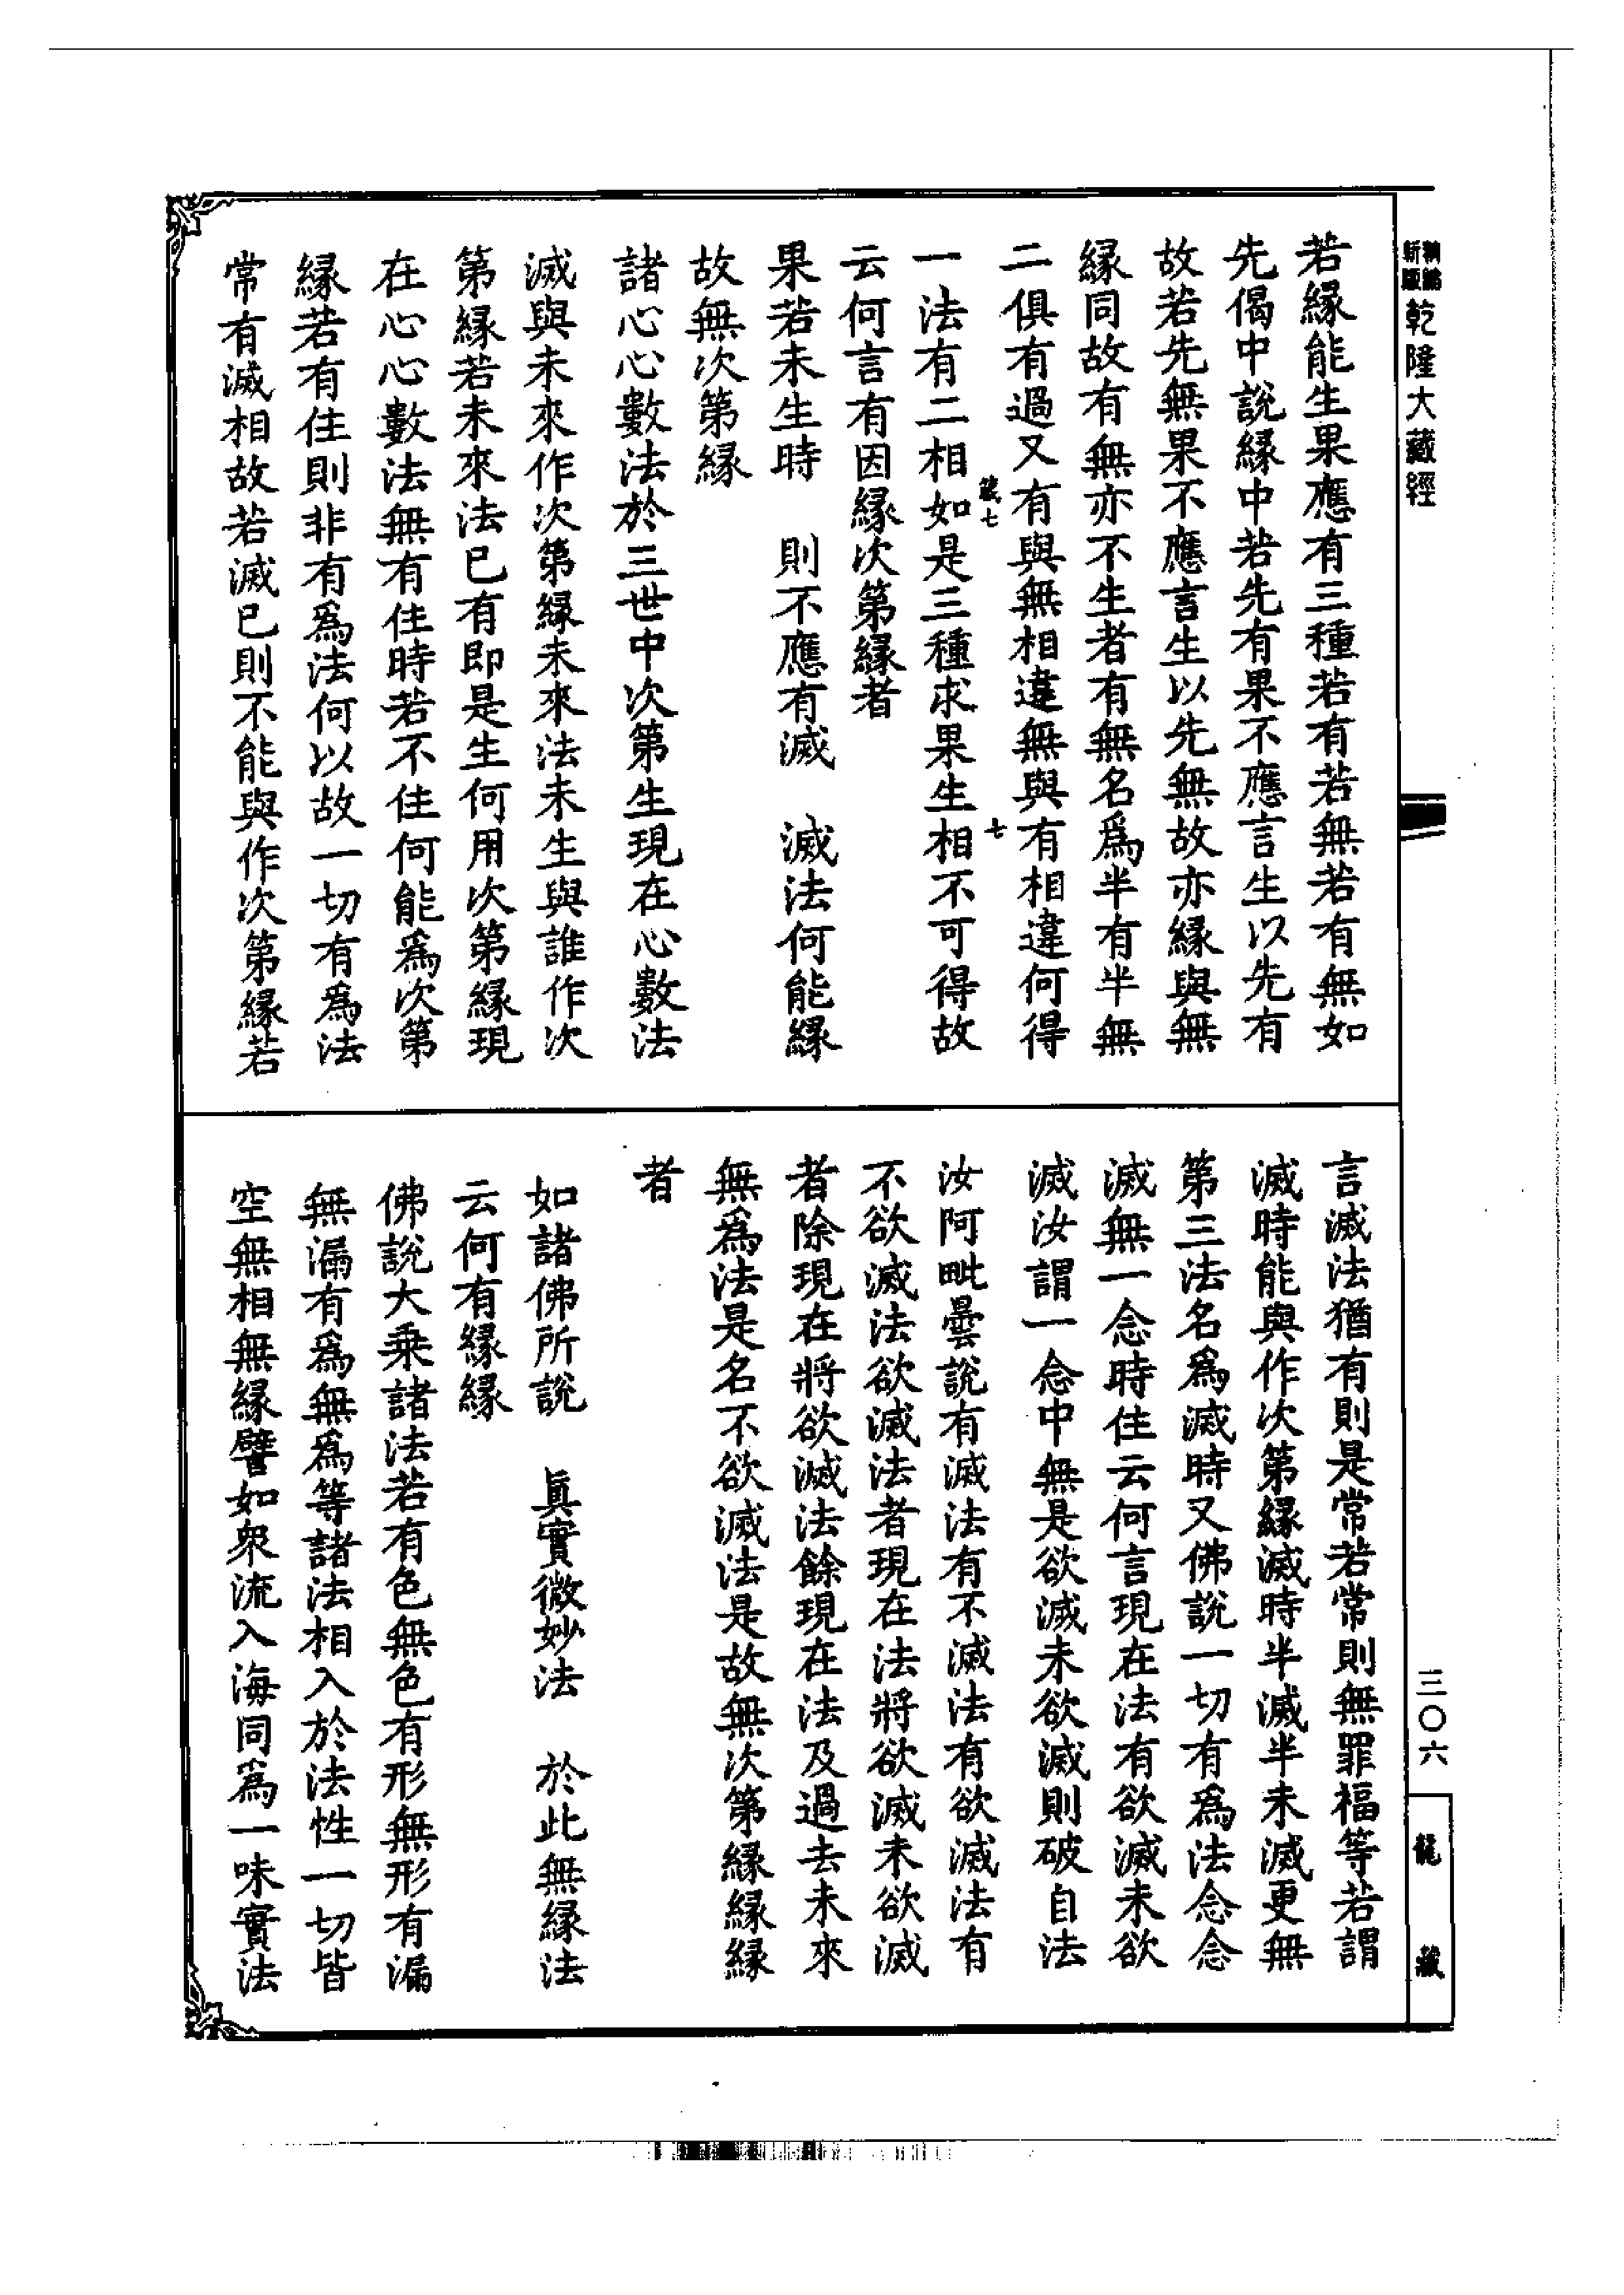 乾隆大藏經
若緣能生果應有三種若有若無若有無如
先偈中說緣中若先有果不應言生以先有
故若先無果不應言生以先無故亦緣與無
緣同故有無亦不生者有無名爲半有半無
二俱有過又有與無相違無與有相違何得
七
一法有二相如是三種求果生相不可得故
云何言有因緣次第緣者
果若未生時 則不應有滅 滅法何能緣
故無次第緣
諸心心數法於三世中次第生現在心數法
滅與未來作次第緣未來法未生與誰作次
第緣若未來法已有即是生何用次第緣現
在心心數法無有住時若不住何能爲次第
緣若有住則非有爲法何以故一切有爲法
常有滅相故若滅已則不能與作次第緣若
言滅法猶有則是常若常則無罪福等若謂
滅時能與作次第緣滅時半滅半未滅更無
第三法名爲滅時又佛說一切有爲法念念
滅無一念時住云何言現在法有欲滅未欲
滅汝謂一念中無是欲滅未欲滅則破自法
汝阿毗曇說有滅法有不滅法有欲滅法有
不欲滅法欲滅法者現在法將欲滅未欲滅
者除現在將欲滅法餘現在法及過去未來
無爲法是名不欲滅法是故無次第緣緣緣
者
如諸佛所說 眞實微妙法 於此無緣法
云何有緣緣
佛說大乘諸法若有色無色有形無形有漏
無漏有爲無爲等諸法相入於法性一切皆
空無相無緣譬如衆流入海同爲一味實法
三〇六
龍藏